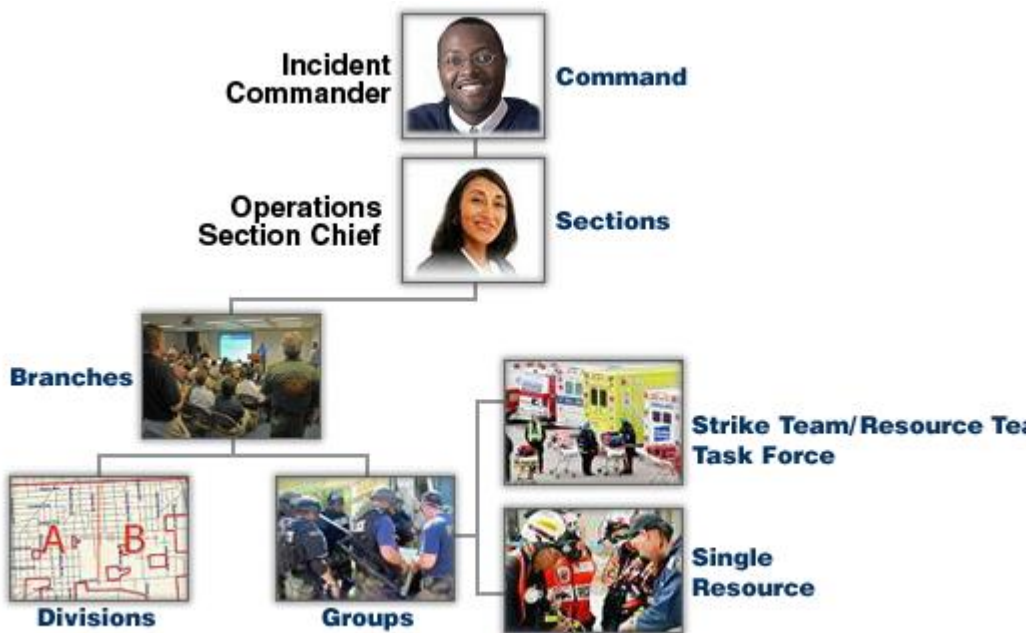 Incident
Commander
Command
Operations
Section Chief
Sections
Branches
Strike Team/Resource Tea
Task Force
A B
Divisions
Groups
Single
Resource